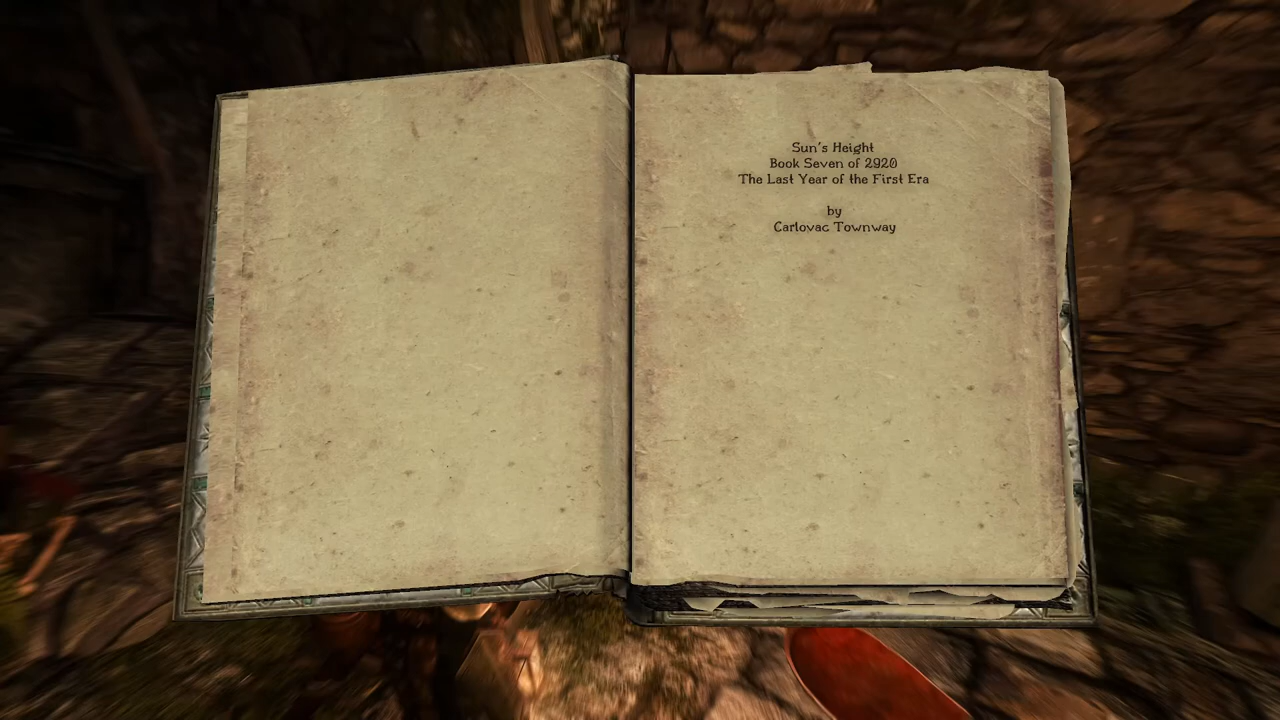 Sun's Height
Book Seven of 2920
The Last Year of the First Era
by
Carlovac Townway